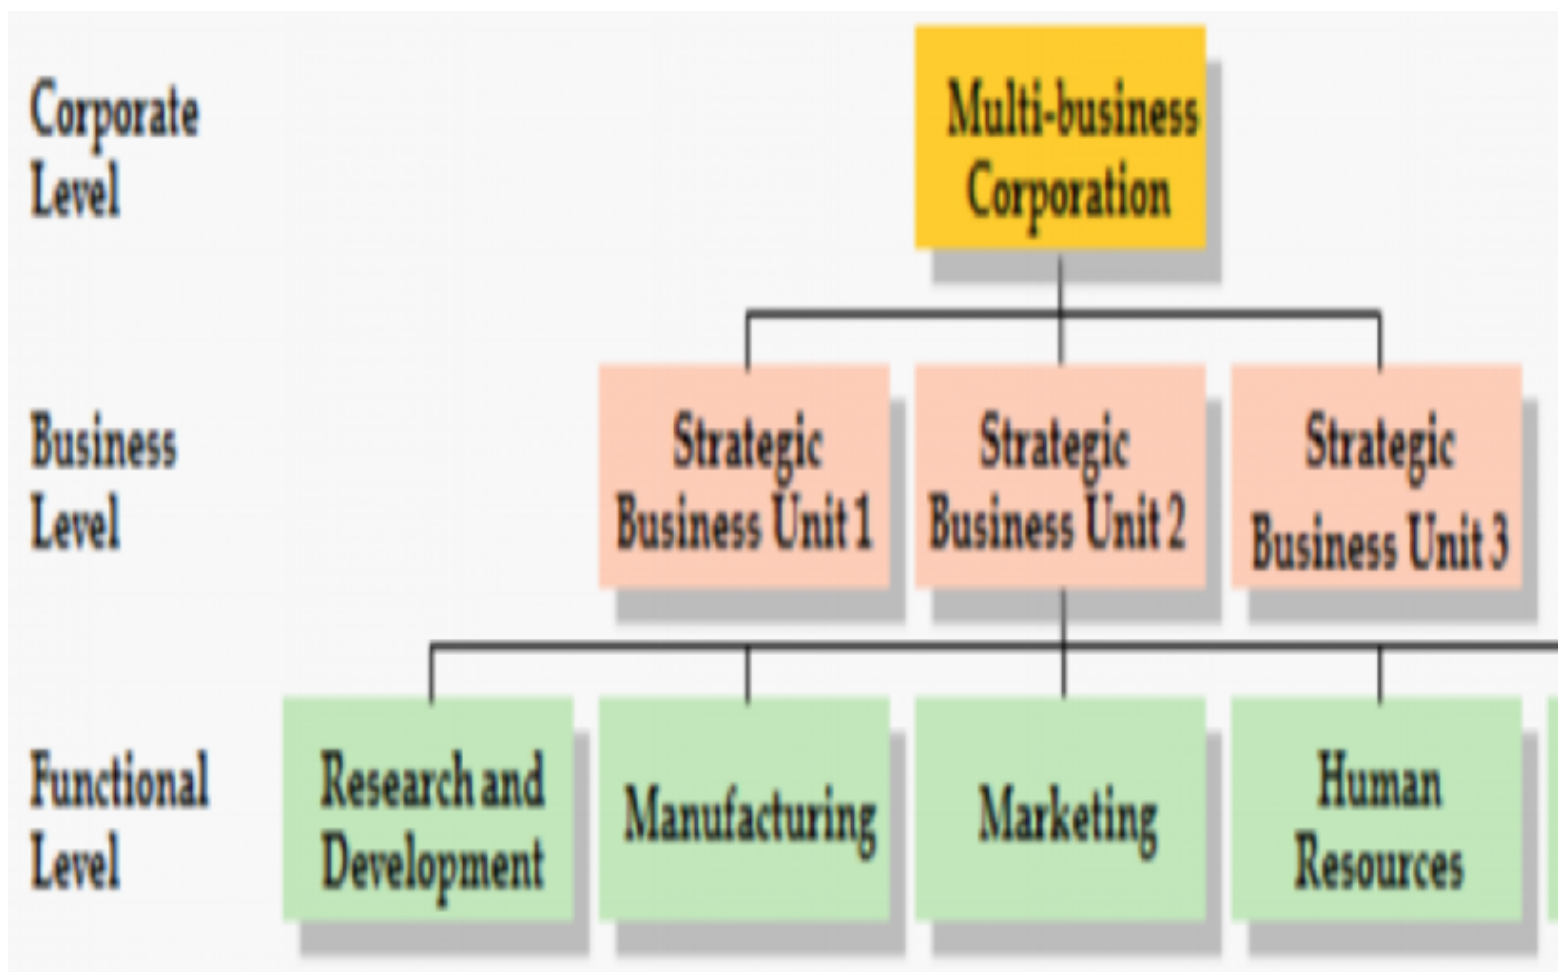 Corporate
Level
Multi-business
Corporation
Business
Level
Strategic
Business Unit 1
Strategic
Business Unit 2
Strategic
Business Unit 3
Functional
Level
Research and
Development
Manufacturing
Marketing
Human
Resources